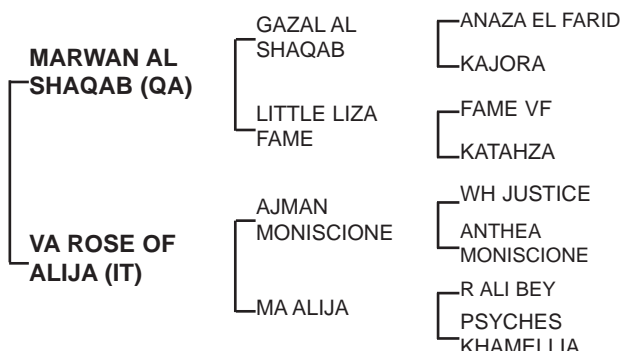 MARWAN AL
SHAQAB (QA)
GAZAL AL
SHAQAB
ANAZA EL FARID
KAJORA
LITTLE LIZA
FAME
FAME VF
KATAHZA
VA ROSE OF
ALIJA (IT)
AJMAN
MONISCIONE
WH JUSTICE
ANTHEA
MONISCIONE
MA ALIJA
R ALI BEY
PSYCHES
KHAMELLIA